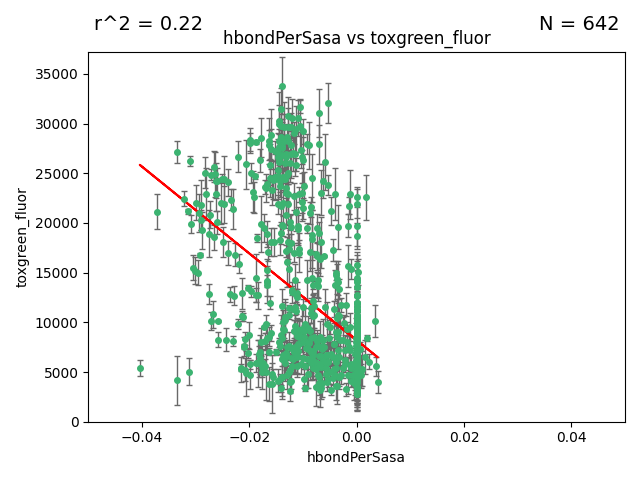 r^2 = 0.22
N = 642
hbondPerSasa vs toxgreen_fluor
35000
30000
25000
20000
15000
10000
5000
0
toxgreen_fluor
−0.04
−0.02
0.00
0.02
0.04
hbondPerSasa